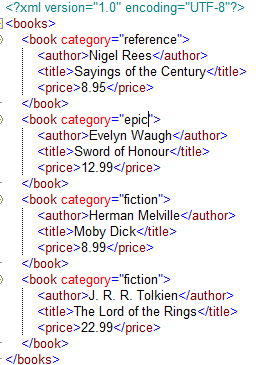 <?xml version="1.0" encoding="UTF-8"?>
<books>
<book category="reference">
<author>Nigel Rees</author>
<title>Sayings of the Century</title>
<price>8.95</price>
</book>
<book category="epic">
<author>Evelyn Waugh</author>
<title>Sword of Honour</title>
<price>12.99</price>
</book>
<book category="fiction">
<author>Herman Melville</author>
<title>Moby Dick</title>
<price>8.99</price>
</book>
<book category="fiction">
<author>J. R. R. Tolkien</author>
<title>The Lord of the Rings</title>
<price>22.99</price>
</book>
</books>